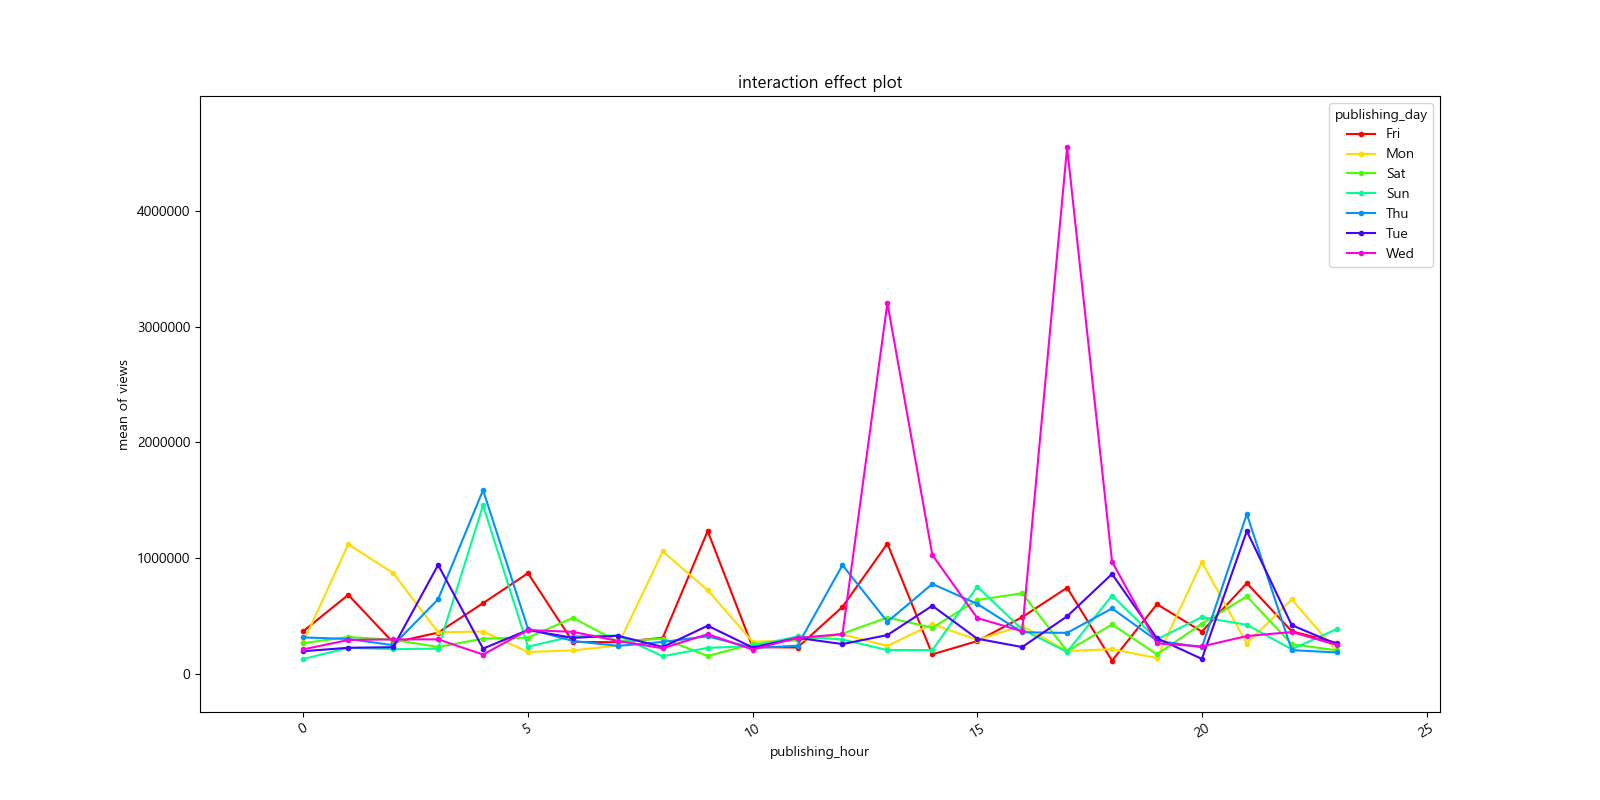 interaction effect plot
publishing_day
Fri
Mon
Sat
Sun
Thu
Tue
Wed
mean of views
4000000
3000000
2000000
1000000
0
0
5
10
15
20
25
publishing_hour